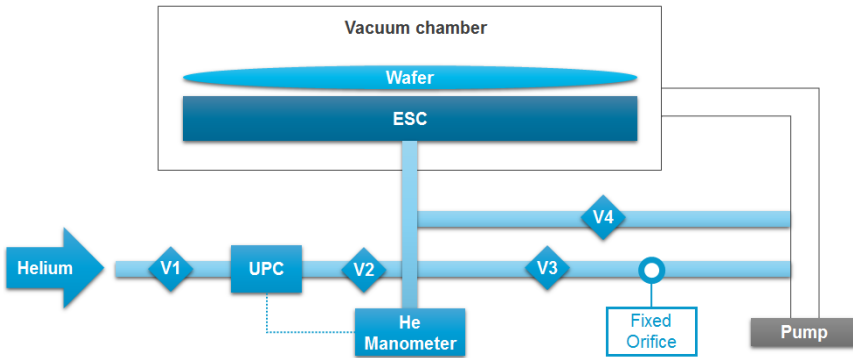 Vacuum chamber
Wafer
ESC
V4
Helium
V1
UPC
V2
V3
He
Manometer
Fixed
Orifice
Pump